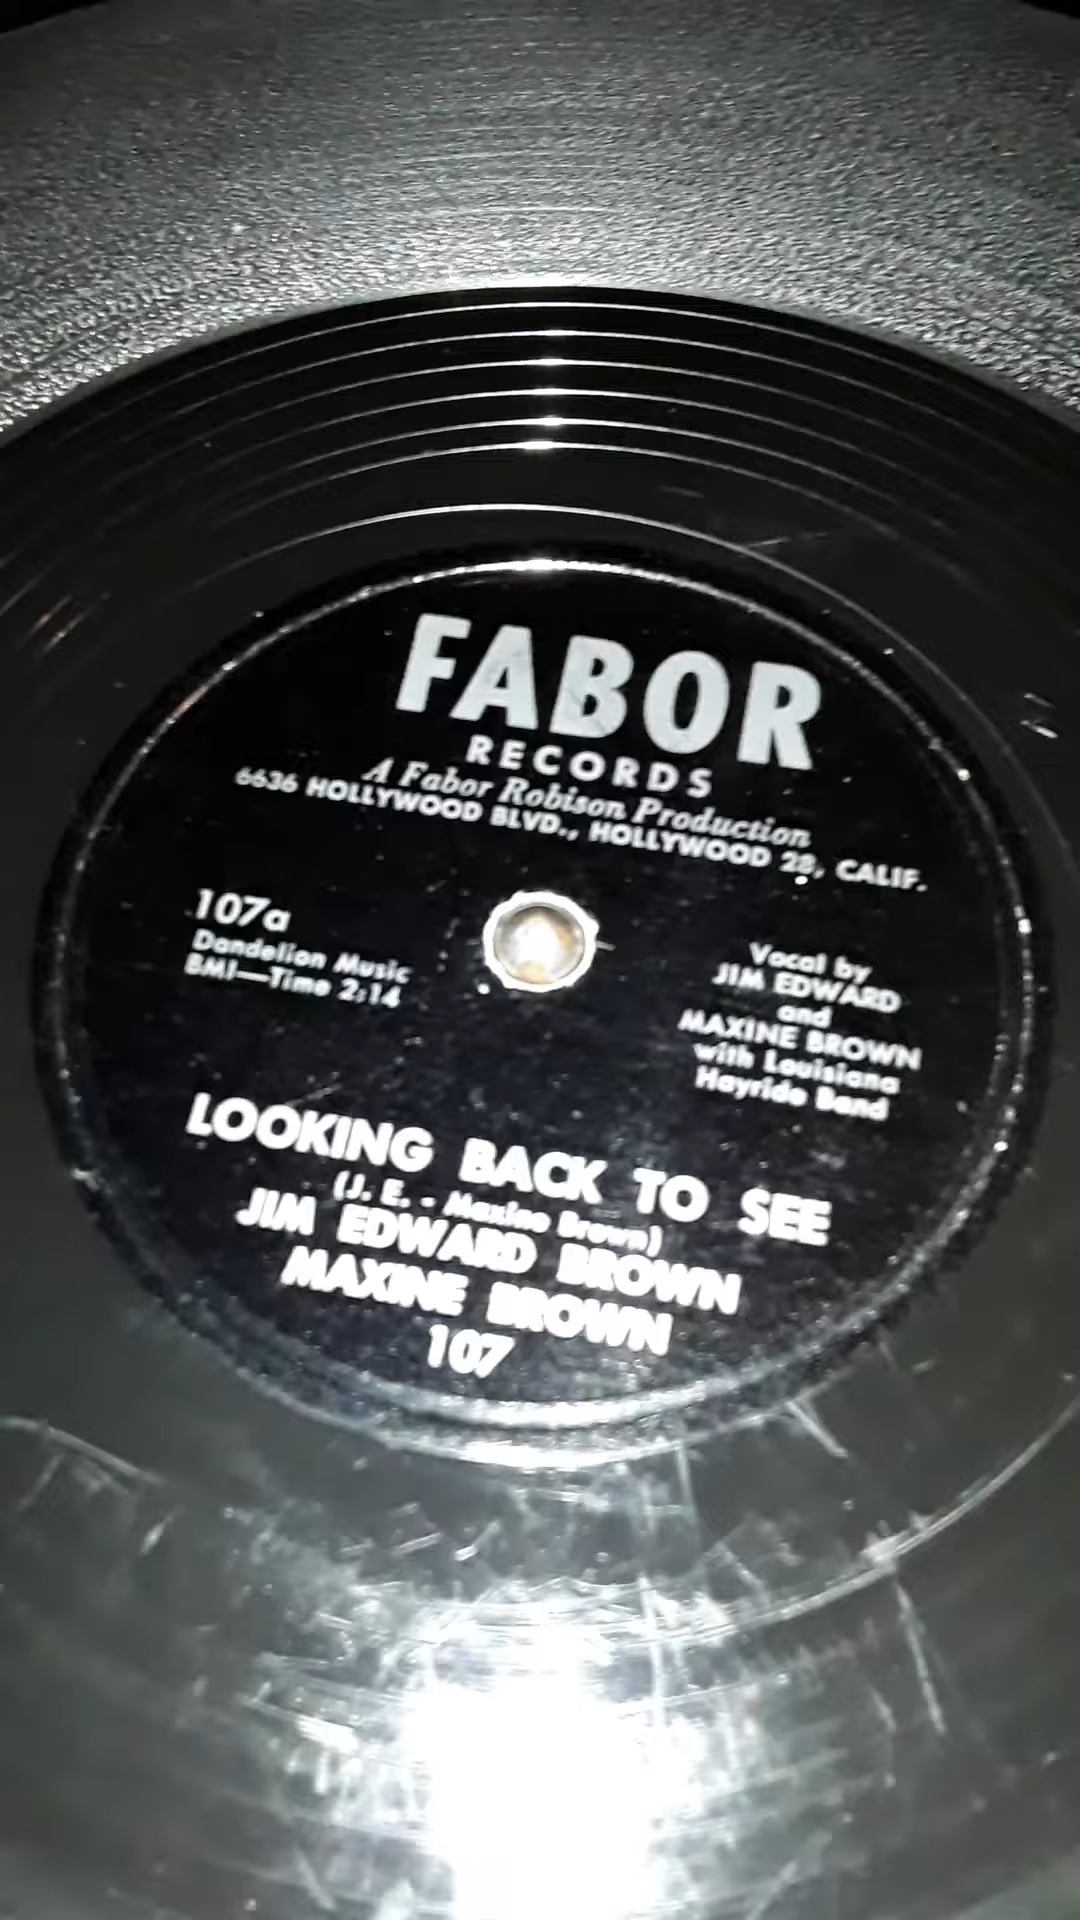 FABOR
RECORDS
A Fabor Robison Production
6636 HOLLYWOOD BLVD., HOLLYWOOD 28, CALIF.
107a
Dandelion Music
BMI—Time 2:14
Vocal by
JIM EDWARD
and
MAXINE BROWN
with Louisiana
Hayride Band
LOOKING BACK TO SEE
(J. E. - Maxine Brown)
JIM EDWARD BROWN
MAXINE BROWN
107